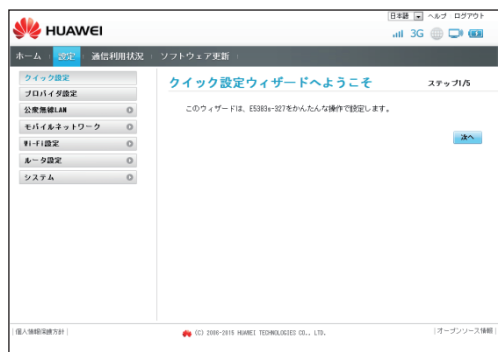 日本語 ヘルプ ログアウト
HUAWEI
3G
ホーム 設定 通信利用状況 ソフトウェア更新
クイック設定
プロバイダ設定
公衆無線LAN
モバイルネットワーク
Wi-Fi設定
ルータ設定
システム
クイック設定ウィザードへようこそ
ステップ1/5
このウィザードは、E5383s-327をかんたんな操作で設定します。
次へ
個人情報保護方針
(C) 2006-2015 HUAWEI TECHNOLOGIES CO., LTD.
オープンソース情報